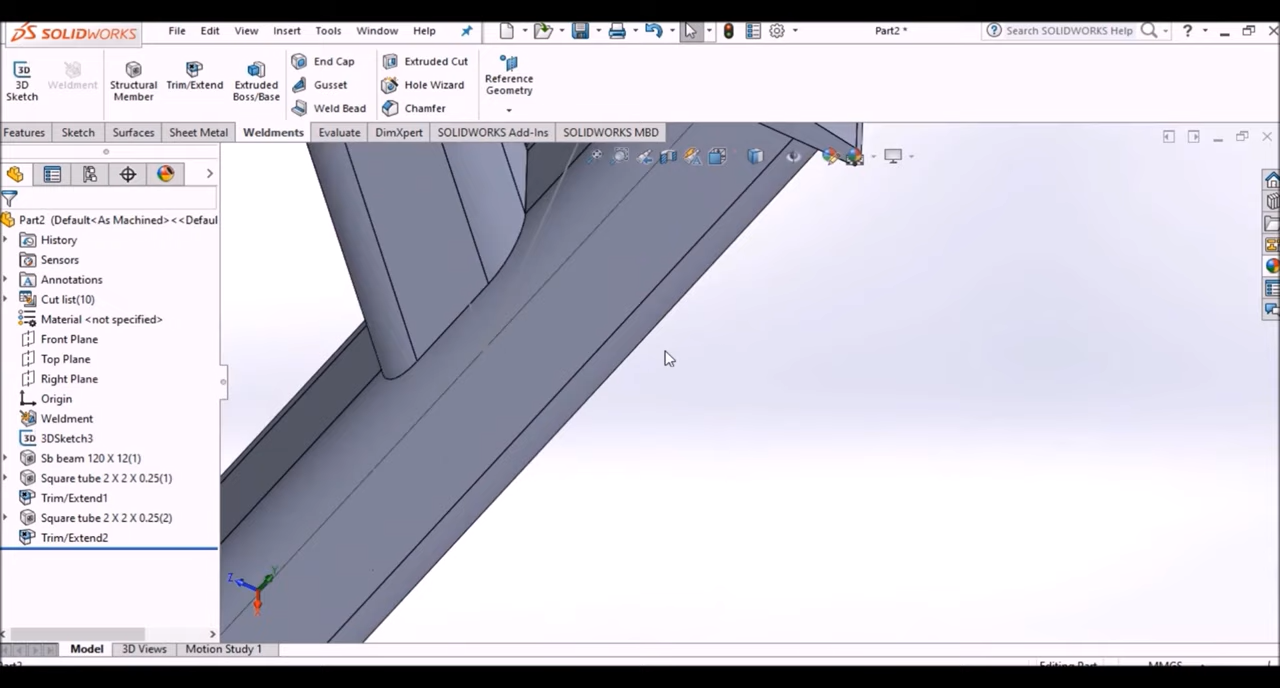 SOLIDWORKS File Edit View Insert Tools Window Help Part2 * Search SOLIDWORKS Help ?
3D Sketch
Weldment
Structural Member
Trim/Extend
Extruded Boss/Base
End Cap
Gusset
Weld Bead
Extruded Cut
Hole Wizard
Chamfer
Reference Geometry
Features Sketch Surfaces Sheet Metal Weldments Evaluate DimXpert SOLIDWORKS Add-Ins SOLIDWORKS MBD
Part2 (Default<As Machined><<Defaul
History
Sensors
Annotations
Cut list(10)
Material <not specified>
Front Plane
Top Plane
Right Plane
Origin
Weldment
3D 3DSketch3
Sb beam 120 X 12(1)
Square tube 2 X 2 X 0.25(1)
Trim/Extend1
Square tube 2 X 2 X 0.25(2)
Trim/Extend2
Z Y
Model 3D Views Motion Study 1
Editing Part MMGS